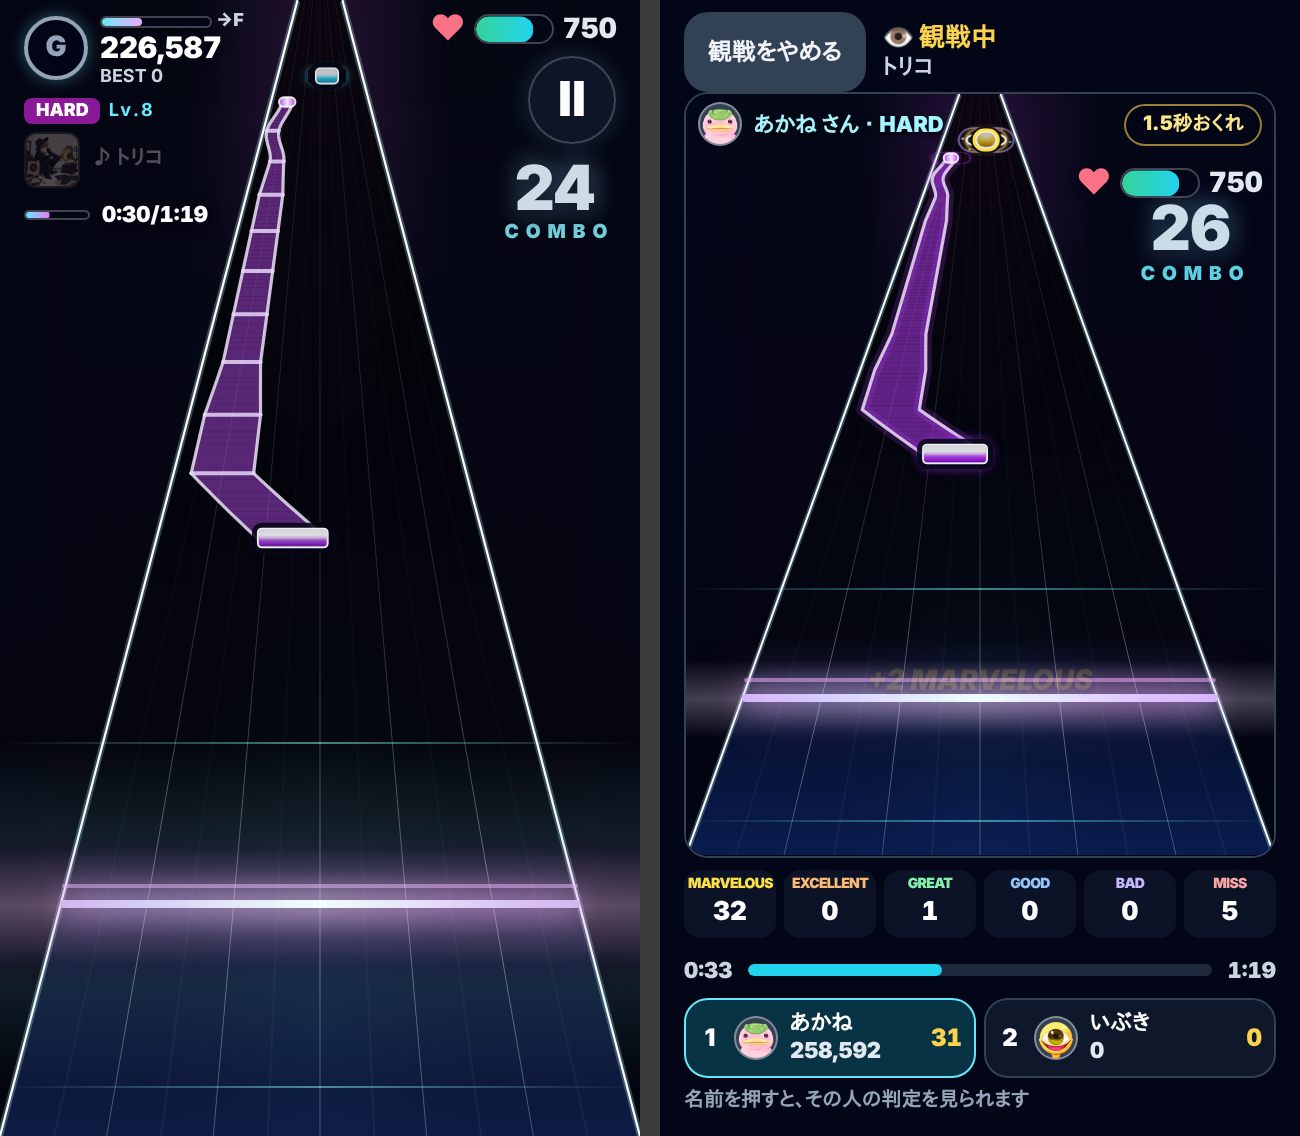 G
→F
226,587
BEST 0
HARD Lv.8
♪ トリコ
0:30/1:19
750
24
COMBO
観戦をやめる
観戦中
トリコ
あかね さん・HARD
1.5秒おくれ
750
26
COMBO
+2 MARVELOUS
MARVELOUS EXCELLENT GREAT GOOD BAD MISS
32 0 1 0 0 5
0:33 1:19
1 あかね 31
258,592
2 いぶき 0
0
名前を押すと、その人の判定を見られます